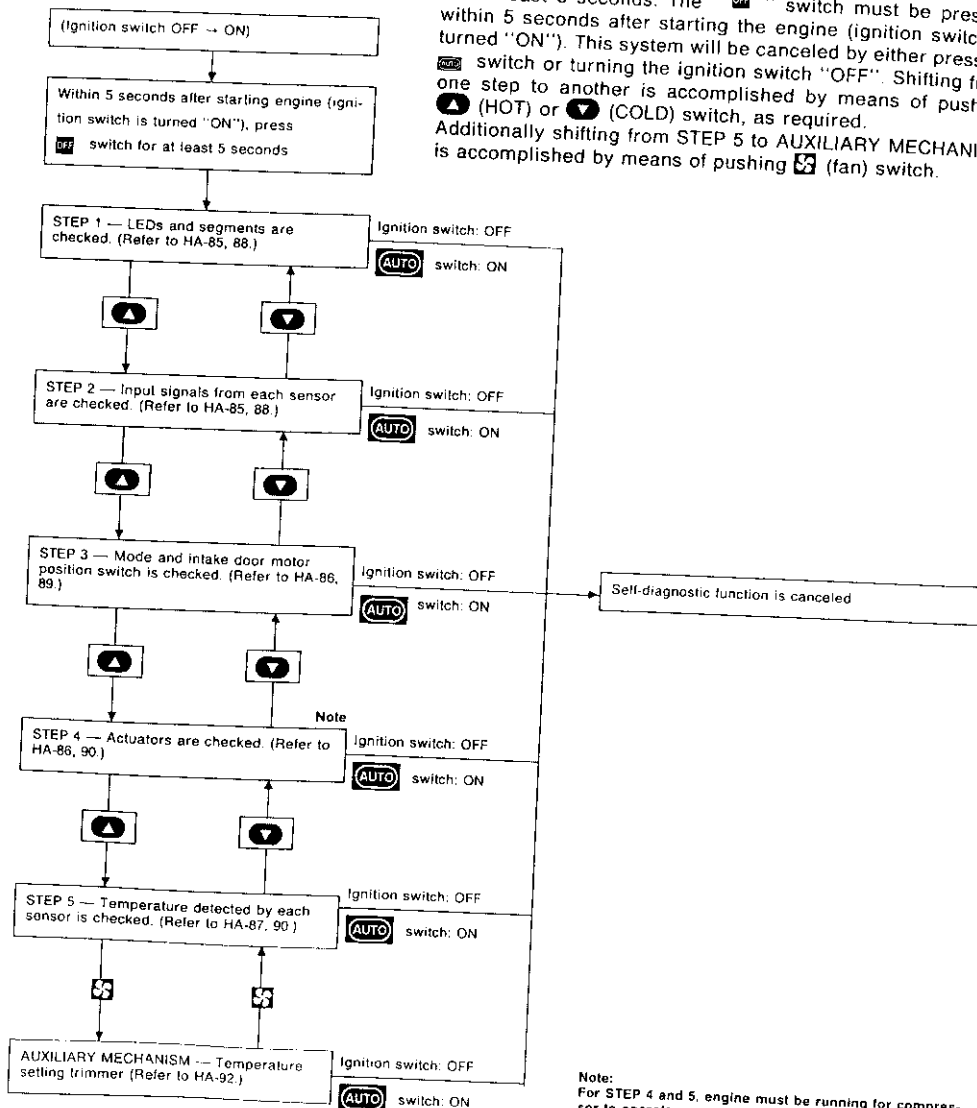 least 5 seconds. The " OFF " switch must be pres
within 5 seconds after starting the engine (ignition switc
turned "ON"). This system will be canceled by either press
AUTO switch or turning the ignition switch "OFF". Shifting fr
one step to another is accomplished by means of push
(HOT) or (COLD) switch, as required.
Additionally shifting from STEP 5 to AUXILIARY MECHANI
is accomplished by means of pushing (fan) switch.
(Ignition switch OFF → ON)
Within 5 seconds after starting engine (igni-
tion switch is turned "ON"), press
OFF switch for at least 5 seconds
STEP 1 — LEDs and segments are
checked. (Refer to HA-85, 88.)
Ignition switch: OFF
AUTO switch: ON
▲ ▼
STEP 2 — Input signals from each sensor
are checked. (Refer to HA-85, 88.)
Ignition switch: OFF
AUTO switch: ON
▲ ▼
STEP 3 — Mode and intake door motor
position switch is checked. (Refer to HA-86,
89.)
Ignition switch: OFF
AUTO switch: ON
Self-diagnostic function is canceled
▲ ▼
Note
STEP 4 — Actuators are checked. (Refer to
HA-86, 90.)
Ignition switch: OFF
AUTO switch: ON
▲ ▼
STEP 5 — Temperature detected by each
sensor is checked. (Refer to HA-87, 90.)
Ignition switch: OFF
AUTO switch: ON
AUXILIARY MECHANISM — Temperature
setting trimmer (Refer to HA-92.)
Ignition switch: OFF
AUTO switch: ON
Note:
For STEP 4 and 5, engine must be running for compres-